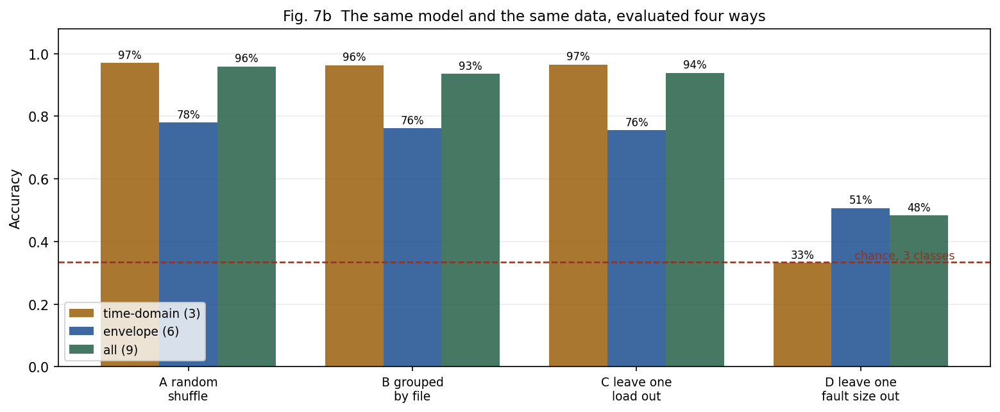 Fig. 7b  The same model and the same data, evaluated four ways
Accuracy
1.0
0.8
0.6
0.4
0.2
0.0
97%
78%
96%
96%
76%
93%
97%
76%
94%
33%
51%
48%
chance, 3 classes
time-domain (3)
envelope (6)
all (9)
A random
shuffle
B grouped
by file
C leave one
load out
D leave one
fault size out